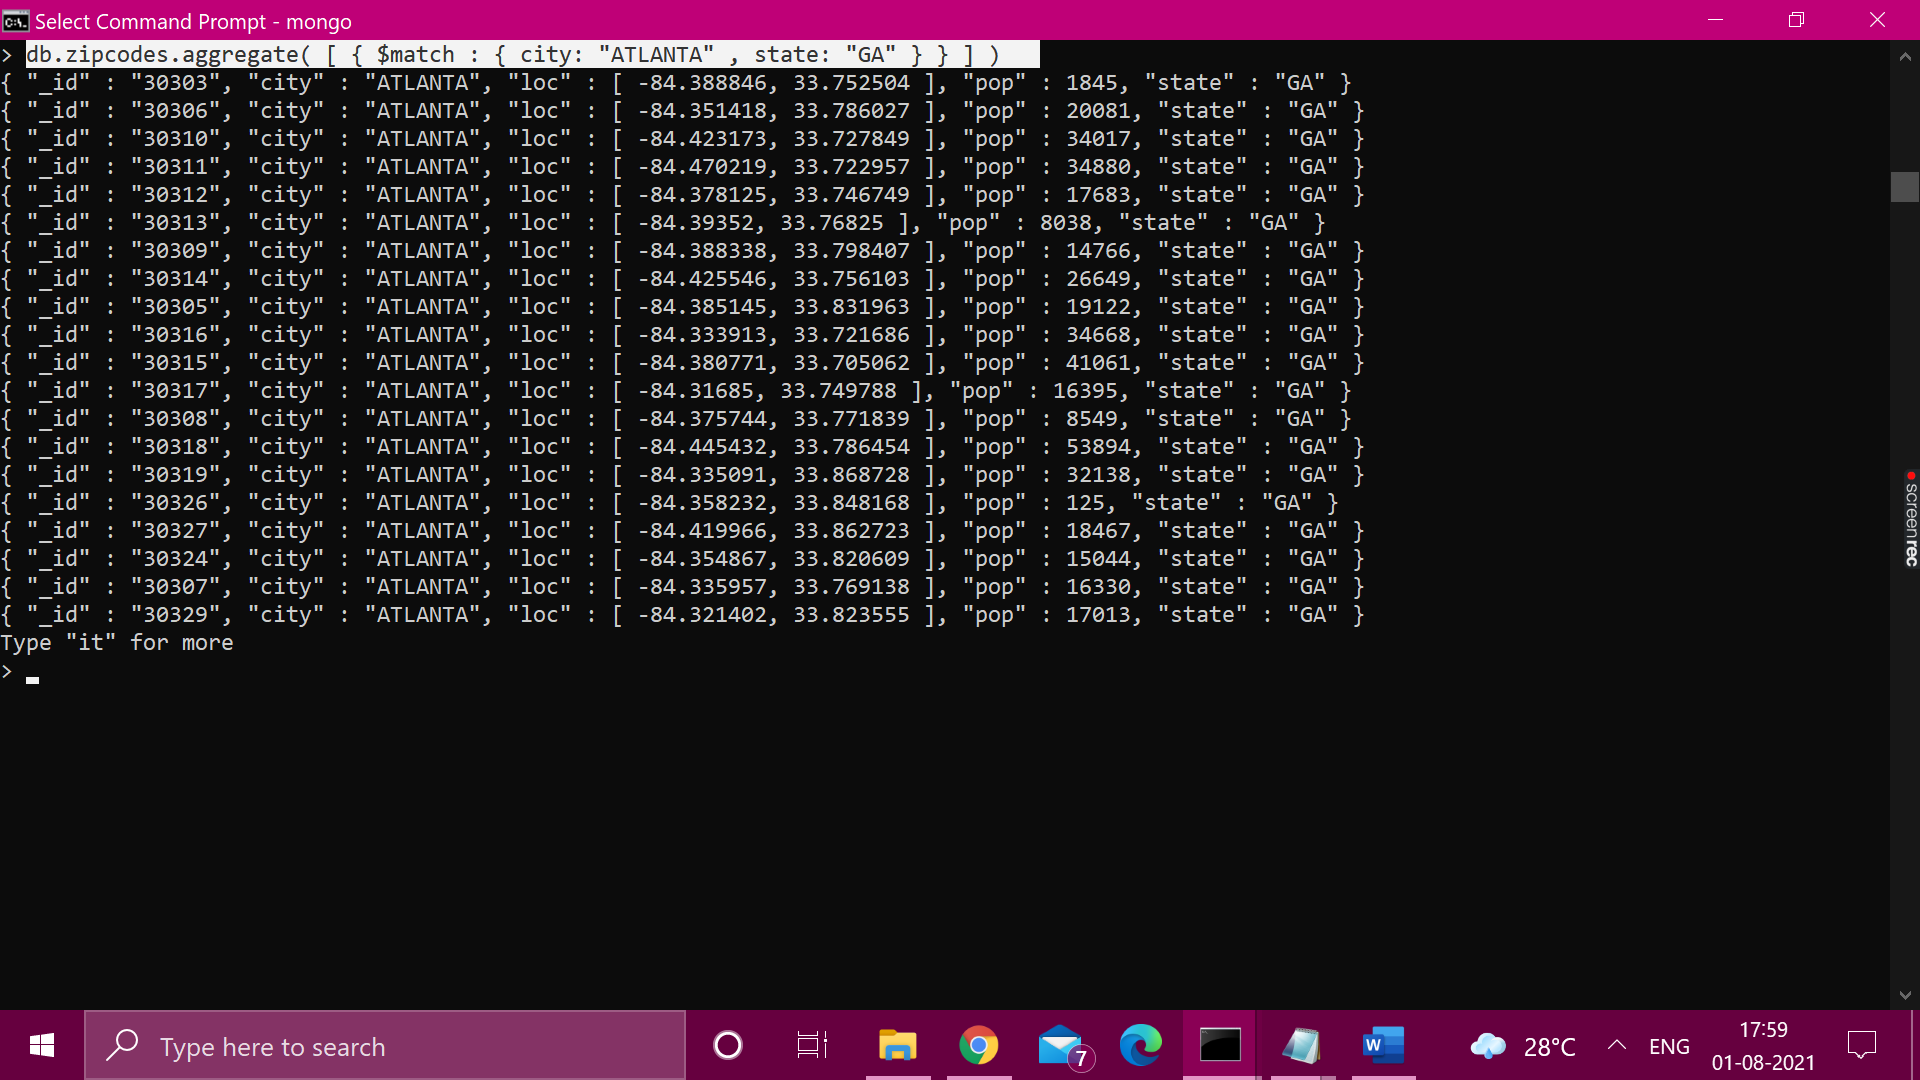 Select Command Prompt - mongo
> db.zipcodes.aggregate( [ { $match : { city: "ATLANTA" , state: "GA" } } ] )
{ "_id" : "30303", "city" : "ATLANTA", "loc" : [ -84.388846, 33.752504 ], "pop" : 1845, "state" : "GA" }
{ "_id" : "30306", "city" : "ATLANTA", "loc" : [ -84.351418, 33.786027 ], "pop" : 20081, "state" : "GA" }
{ "_id" : "30310", "city" : "ATLANTA", "loc" : [ -84.423173, 33.727849 ], "pop" : 34017, "state" : "GA" }
{ "_id" : "30311", "city" : "ATLANTA", "loc" : [ -84.470219, 33.722957 ], "pop" : 34880, "state" : "GA" }
{ "_id" : "30312", "city" : "ATLANTA", "loc" : [ -84.378125, 33.746749 ], "pop" : 17683, "state" : "GA" }
{ "_id" : "30313", "city" : "ATLANTA", "loc" : [ -84.39352, 33.76825 ], "pop" : 8038, "state" : "GA" }
{ "_id" : "30309", "city" : "ATLANTA", "loc" : [ -84.388338, 33.798407 ], "pop" : 14766, "state" : "GA" }
{ "_id" : "30314", "city" : "ATLANTA", "loc" : [ -84.425546, 33.756103 ], "pop" : 26649, "state" : "GA" }
{ "_id" : "30305", "city" : "ATLANTA", "loc" : [ -84.385145, 33.831963 ], "pop" : 19122, "state" : "GA" }
{ "_id" : "30316", "city" : "ATLANTA", "loc" : [ -84.333913, 33.721686 ], "pop" : 34668, "state" : "GA" }
{ "_id" : "30315", "city" : "ATLANTA", "loc" : [ -84.380771, 33.705062 ], "pop" : 41061, "state" : "GA" }
{ "_id" : "30317", "city" : "ATLANTA", "loc" : [ -84.31685, 33.749788 ], "pop" : 16395, "state" : "GA" }
{ "_id" : "30308", "city" : "ATLANTA", "loc" : [ -84.375744, 33.771839 ], "pop" : 8549, "state" : "GA" }
{ "_id" : "30318", "city" : "ATLANTA", "loc" : [ -84.445432, 33.786454 ], "pop" : 53894, "state" : "GA" }
{ "_id" : "30319", "city" : "ATLANTA", "loc" : [ -84.335091, 33.868728 ], "pop" : 32138, "state" : "GA" }
{ "_id" : "30326", "city" : "ATLANTA", "loc" : [ -84.358232, 33.848168 ], "pop" : 125, "state" : "GA" }
{ "_id" : "30327", "city" : "ATLANTA", "loc" : [ -84.419966, 33.862723 ], "pop" : 18467, "state" : "GA" }
{ "_id" : "30324", "city" : "ATLANTA", "loc" : [ -84.354867, 33.820609 ], "pop" : 15044, "state" : "GA" }
{ "_id" : "30307", "city" : "ATLANTA", "loc" : [ -84.335957, 33.769138 ], "pop" : 16330, "state" : "GA" }
{ "_id" : "30329", "city" : "ATLANTA", "loc" : [ -84.321402, 33.823555 ], "pop" : 17013, "state" : "GA" }
Type "it" for more
>
screenrec
Type here to search
7
W
28°C
ENG
17:59
01-08-2021